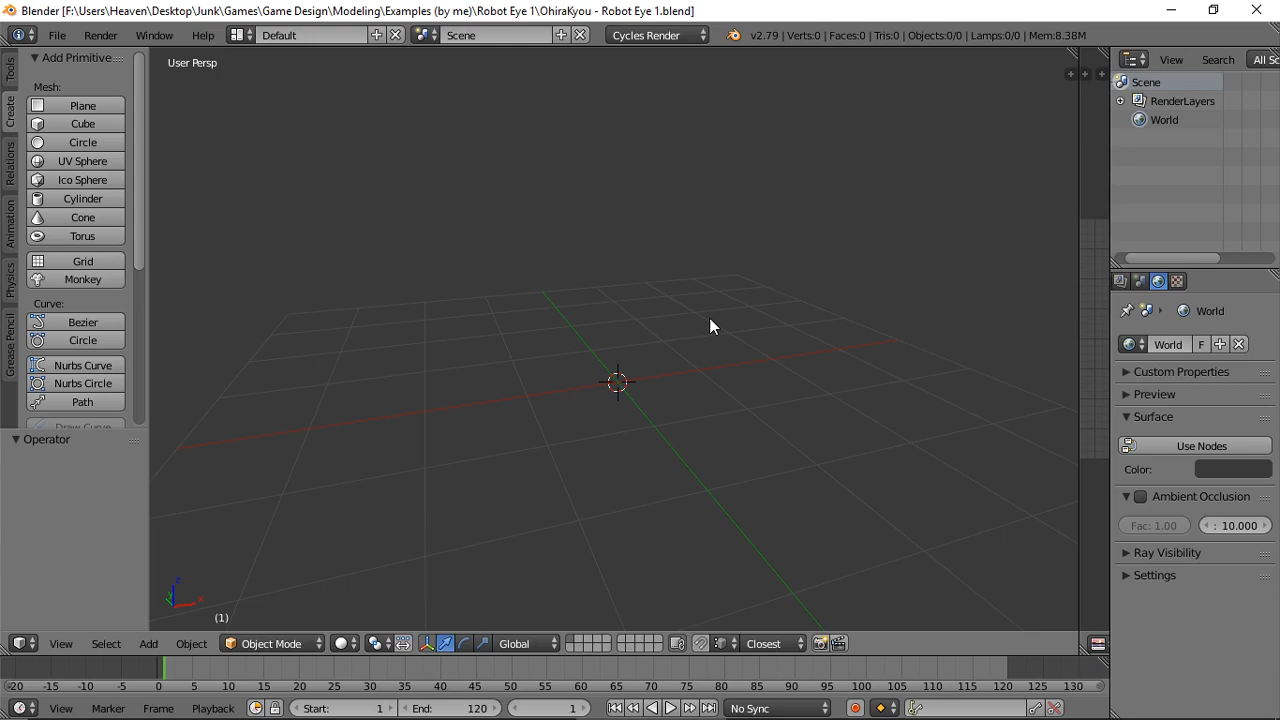 Blender [F:\Users\Heaven\Desktop\Junk\Games\Game Design\Modeling\Examples (by me)\Robot Eye 1\OhiraKyou - Robot Eye 1.blend]
File Render Window Help Default Scene Cycles Render v2.79 | Verts:0 | Faces:0 | Tris:0 | Objects:0/0 | Lamps:0/0 | Mem:8.38M
Tools
Create
Relations
Animation
Physics
Grease Pencil
Add Primitive
Mesh:
Plane
Cube
Circle
UV Sphere
Ico Sphere
Cylinder
Cone
Torus
Grid
Monkey
Curve:
Bezier
Circle
Nurbs Curve
Nurbs Circle
Path
Draw Curve
Operator
User Persp
z
y
x
(1)
View Select Add Object Object Mode Global Closest
View Search All Sc
Scene
RenderLayers
World
World
World F
Custom Properties
Preview
Surface
Use Nodes
Color:
Ambient Occlusion
Fac: 1.00 : 10.000
Ray Visibility
Settings
-20 -15 -10 -5 0 5 10 15 20 25 30 35 40 45 50 55 60 65 70 75 80 85 90 95 100 105 110 115 120 125 130
View Marker Frame Playback Start: 1 End: 120 1 No Sync